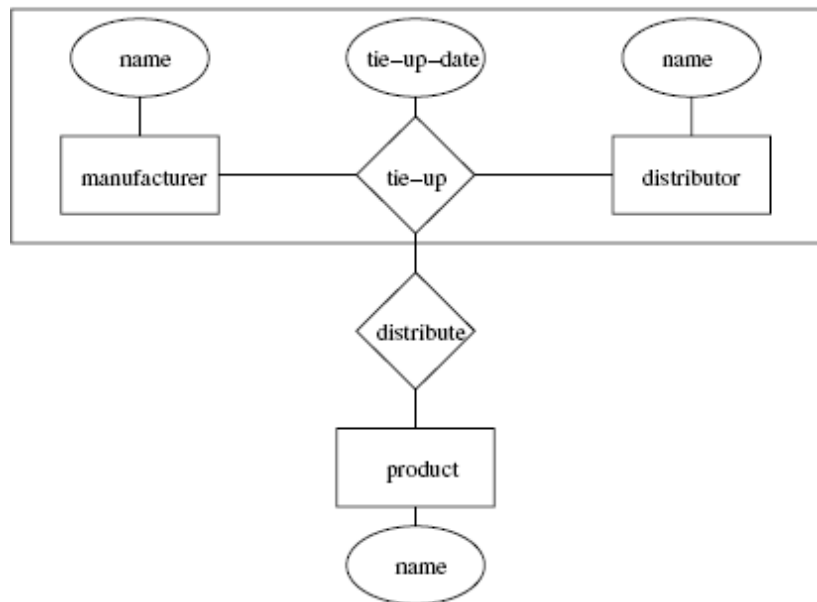 name
tie-up-date
name
manufacturer
tie-up
distributor
distribute
product
name